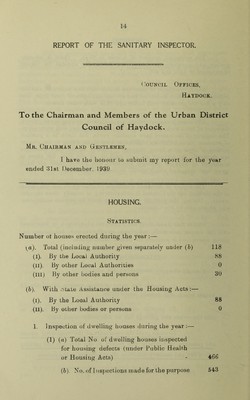 14
REPORT OF THE SANITARY INSPECTOR.
COUNCIL OFFICES,
HAYDOCK.
To the Chairman and Members of the Urban District
Council of Haydock.
MR. CHAIRMAN AND GENTLEMEN,
I have the honour to submit my report for the year
ended 31st December, 1939
HOUSING.
STATISTICS.
Number of houses erected during the year :—
(a). Total (including number given separately under (b) 118
(I). By the Local Authority 88
(II) By other Local Authorities 0
(III) By other bodies and persons 30
(b). With State Assistance under the Housing Acts :—
(I). By the Local Authority 88
(II). By other bodies or persons 0
1. Inspection of dwelling houses during the year :—
(1) (a) Total No of dwelling houses inspected
for housing defects (under Public Health
or Housing Acts) - 466
(b) No. of Inspections made for the purpose 843